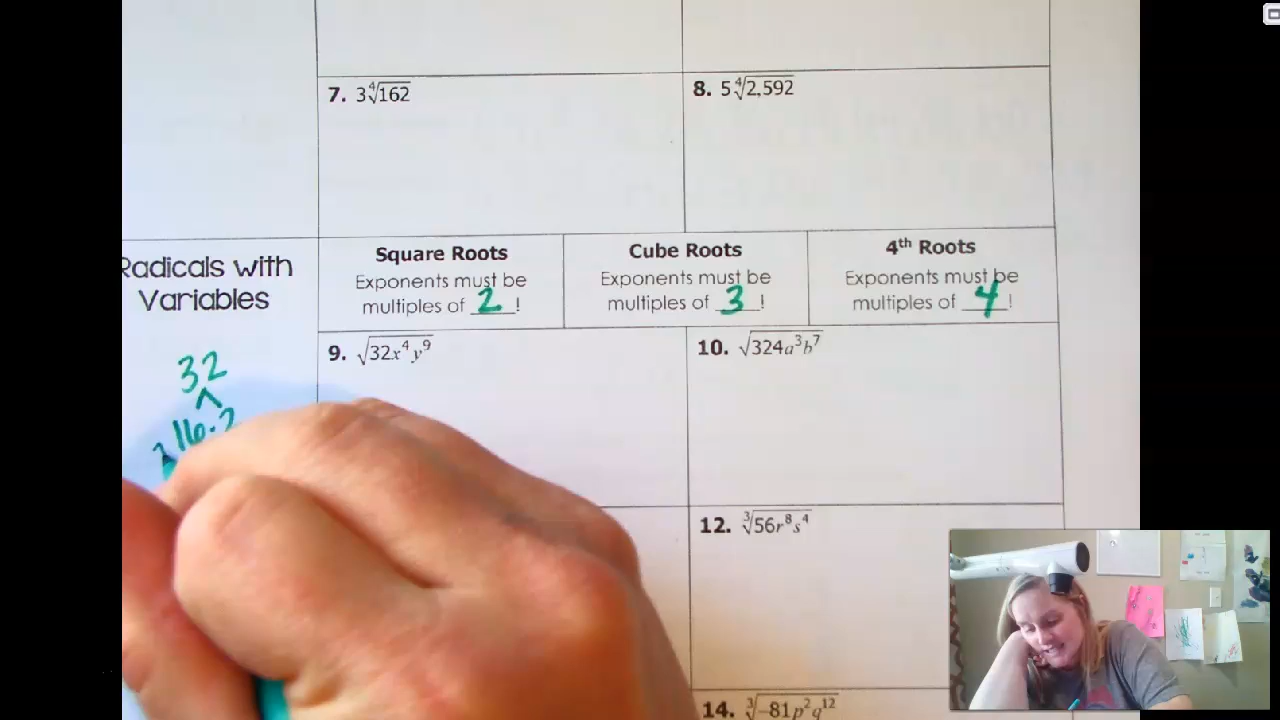 7. 3∜162
8. 5∜2,592
Radicals with
Variables
Square Roots
Exponents must be
multiples of 2!
Cube Roots
Exponents must be
multiples of 3!
4th Roots
Exponents must be
multiples of 4!
32
16·2
9. √32x⁴y⁹
10. √324a³b⁷
12. ∛56r⁸s⁴
14. ∛-81p²q¹²